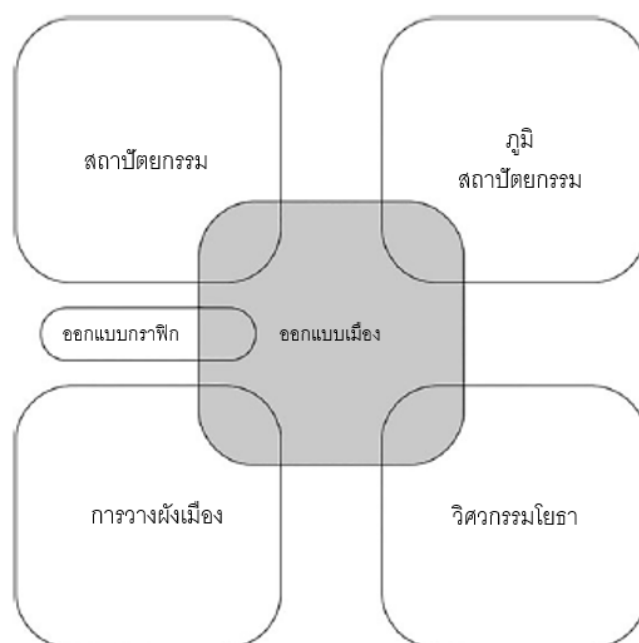 สถาปัตยกรรม
ภูมิ
สถาปัตยกรรม
ออกแบบกราฟิก
ออกแบบเมือง
การวางผังเมือง
วิศวกรรมโยธา